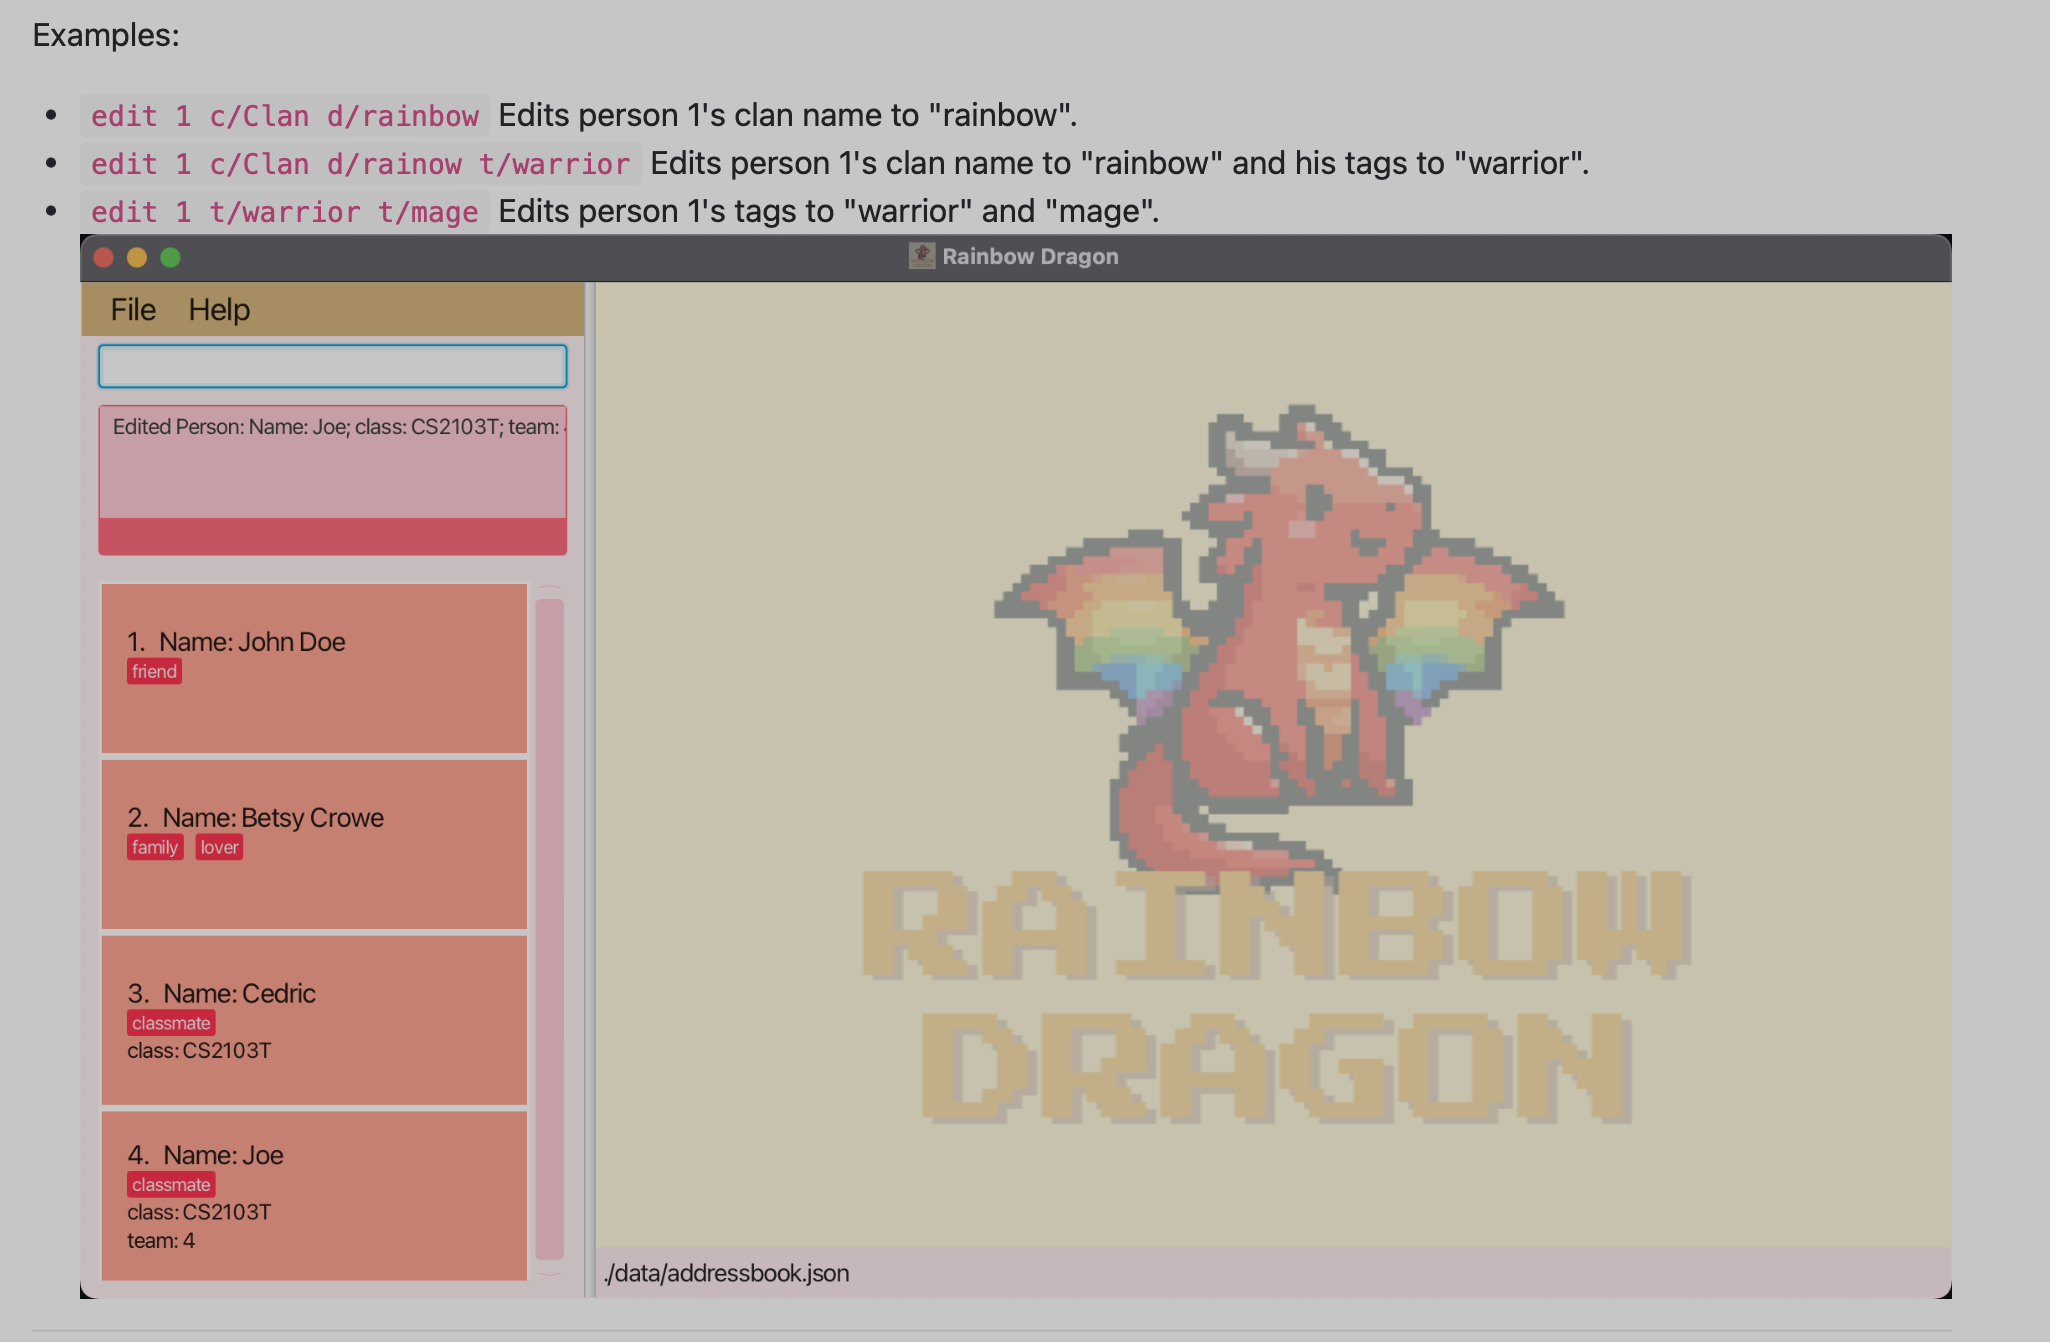 Examples:
edit 1 c/Clan d/rainbow Edits person 1's clan name to "rainbow".
edit 1 c/Clan d/rainow t/warrior Edits person 1's clan name to "rainbow" and his tags to "warrior".
edit 1 t/warrior t/mage Edits person 1's tags to "warrior" and "mage".
Rainbow Dragon
File Help
Edited Person: Name: Joe; class: CS2103T; team:
1. Name: John Doe
friend
2. Name: Betsy Crowe
family lover
3. Name: Cedric
classmate
class: CS2103T
4. Name: Joe
classmate
class: CS2103T
team: 4
RAINBOW
DRAGON
./data/addressbook.json